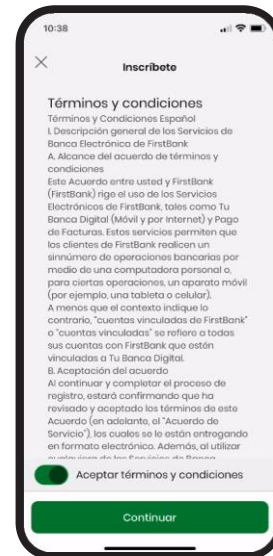 10:38
Inscríbete
Términos y condiciones
Términos y Condiciones Español
I. Descripción general de los Servicios de
Banca Electrónica de FirstBank
A. Alcance del acuerdo de términos y
condiciones
Este Acuerdo entre usted y FirstBank
(FirstBank) rige el uso de los Servicios
Electrónicos de FirstBank, tales como Tu
Banca Digital (Móvil y por Internet) y Pago
de Facturas. Estos servicios permiten que
los clientes de FirstBank realicen un
sinnúmero de operaciones bancarias por
medio de una computadora personal o,
para ciertas operaciones, un aparato móvil
(por ejemplo, una tableta o celular).
A menos que el contexto indique lo
contrario, "cuentas vinculadas de FirstBank"
o "cuentas vinculadas" se refiere a todas
sus cuentas con FirstBank que están
vinculadas a Tu Banca Digital.
B. Aceptación del acuerdo
Al continuar y completar el proceso de
registro, estará confirmando que ha
revisado y aceptado los términos de este
Acuerdo (en adelante, el "Acuerdo de
Servicio"), los cuales se le están entregando
en formato electrónico. Además, al utilizar
cualquiera de los Servicios de Banca
Aceptar términos y condiciones
Continuar